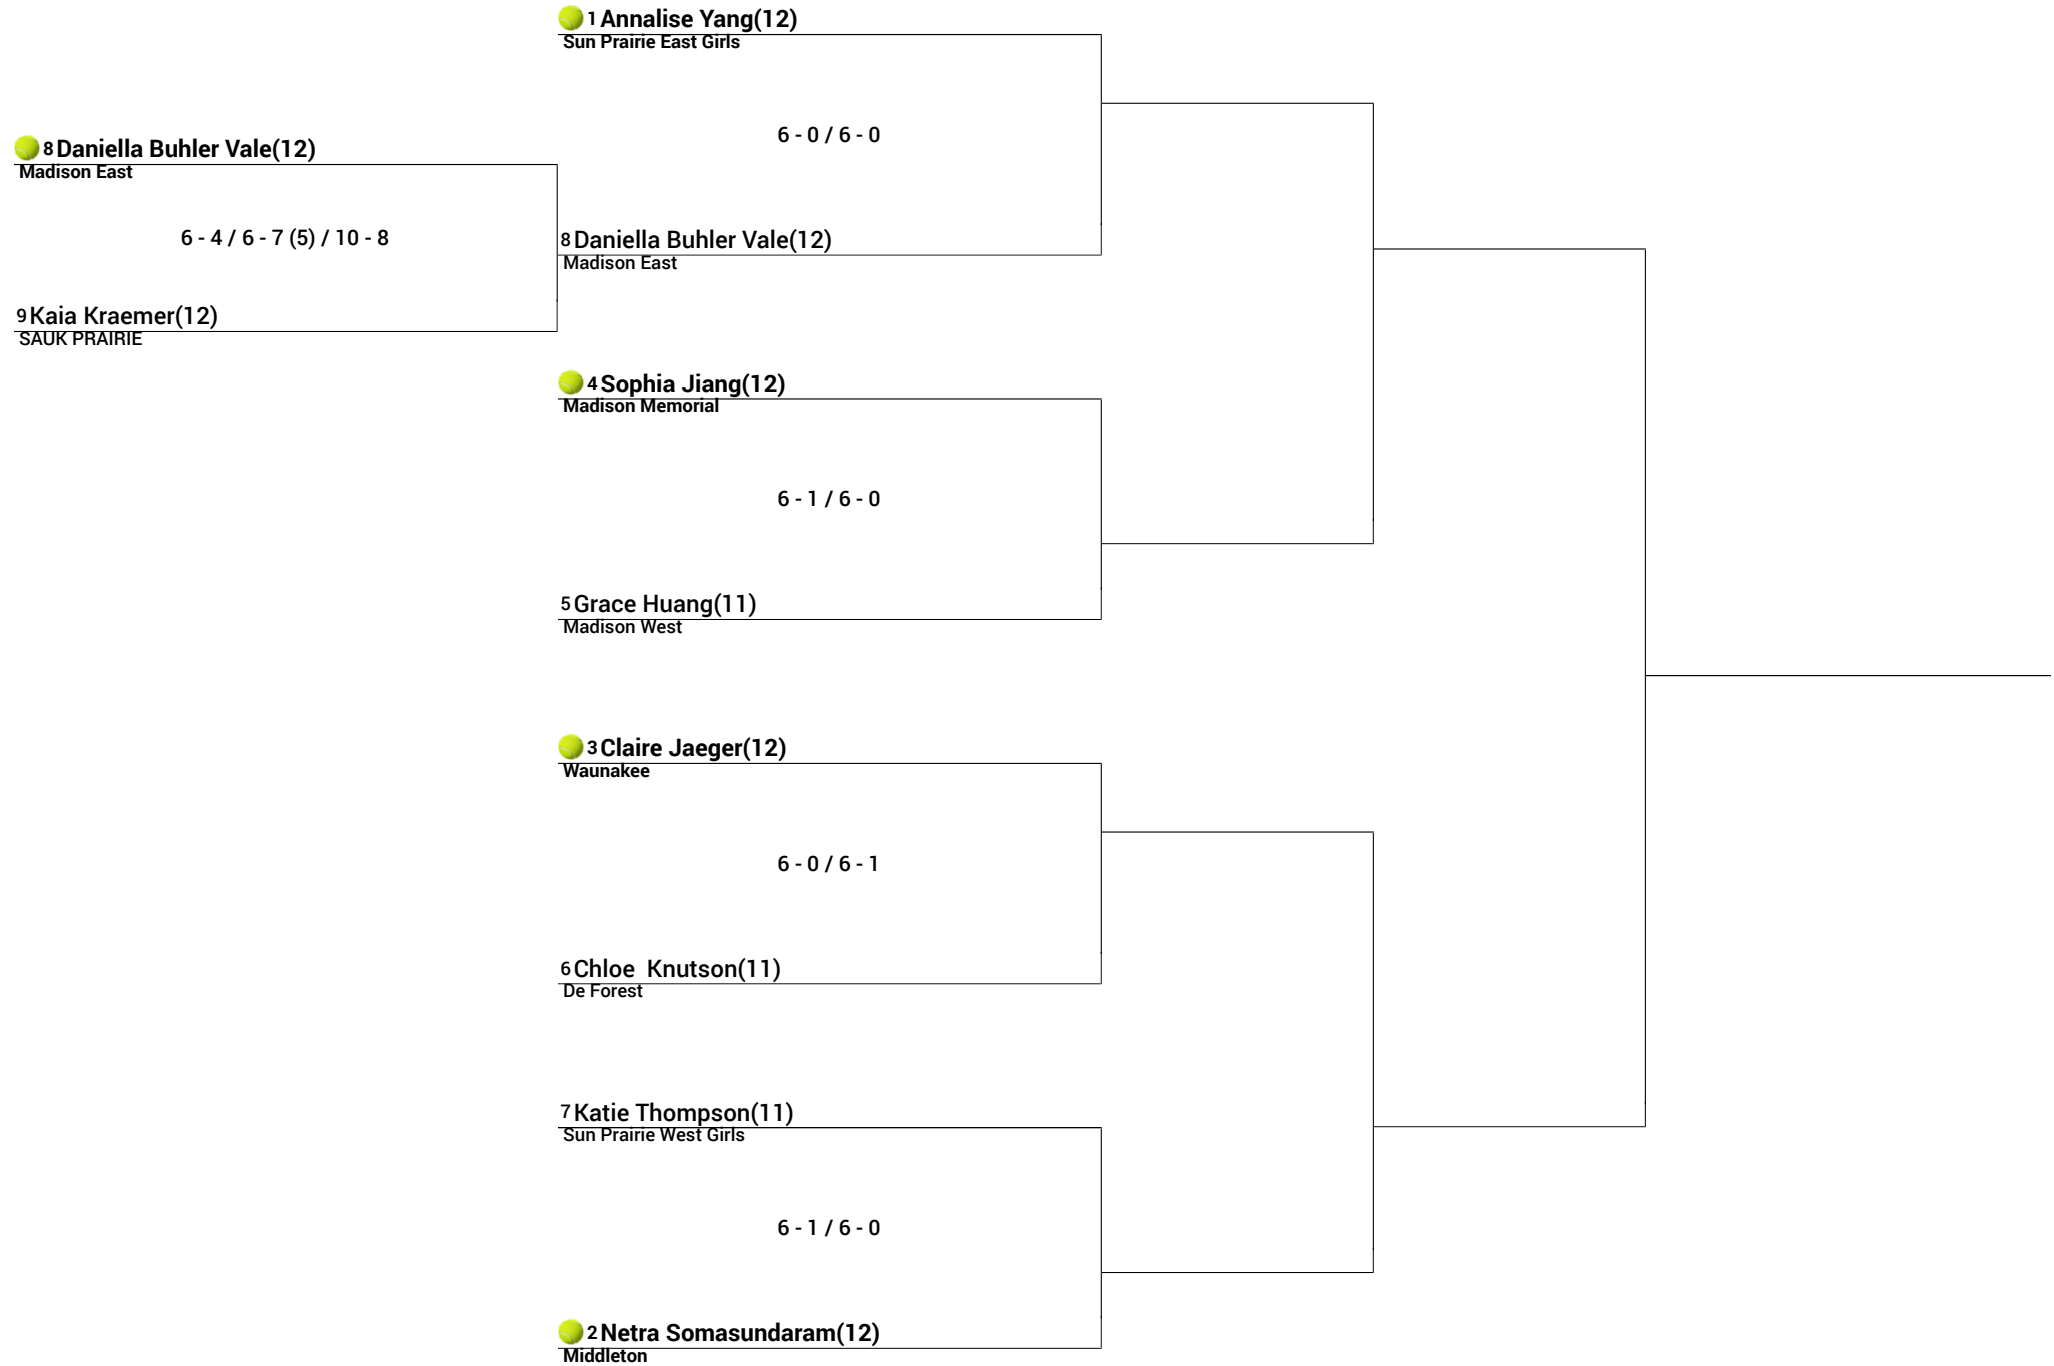 1 Annalise Yang(12)
Sun Prairie East Girls
6 - 0 / 6 - 0
8 Daniella Buhler Vale(12)
Madison East
6 - 4 / 6 - 7 (5) / 10 - 8
8 Daniella Buhler Vale(12)
Madison East
9 Kaia Kraemer(12)
SAUK PRAIRIE
4 Sophia Jiang(12)
Madison Memorial
6 - 1 / 6 - 0
5 Grace Huang(11)
Madison West
3 Claire Jaeger(12)
Waunakee
6 - 0 / 6 - 1
6 Chloe  Knutson(11)
De Forest
7 Katie Thompson(11)
Sun Prairie West Girls
6 - 1 / 6 - 0
2 Netra Somasundaram(12)
Middleton